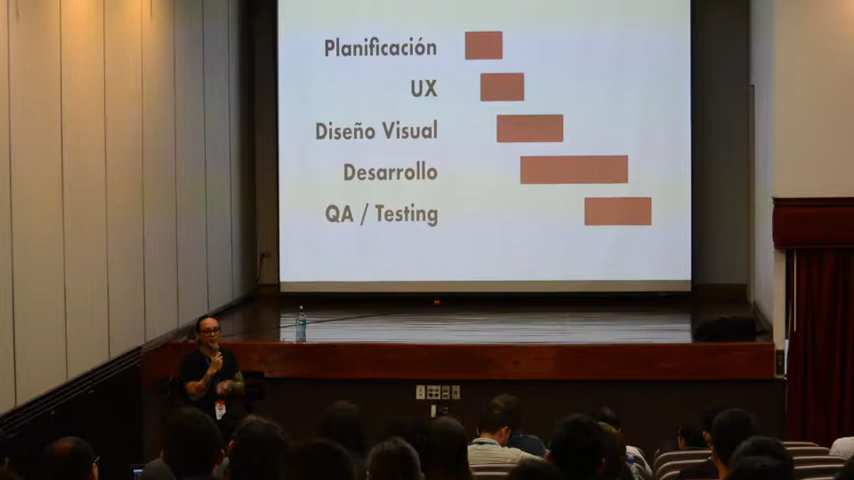 Planificación
UX
Diseño Visual
Desarrollo
QA / Testing